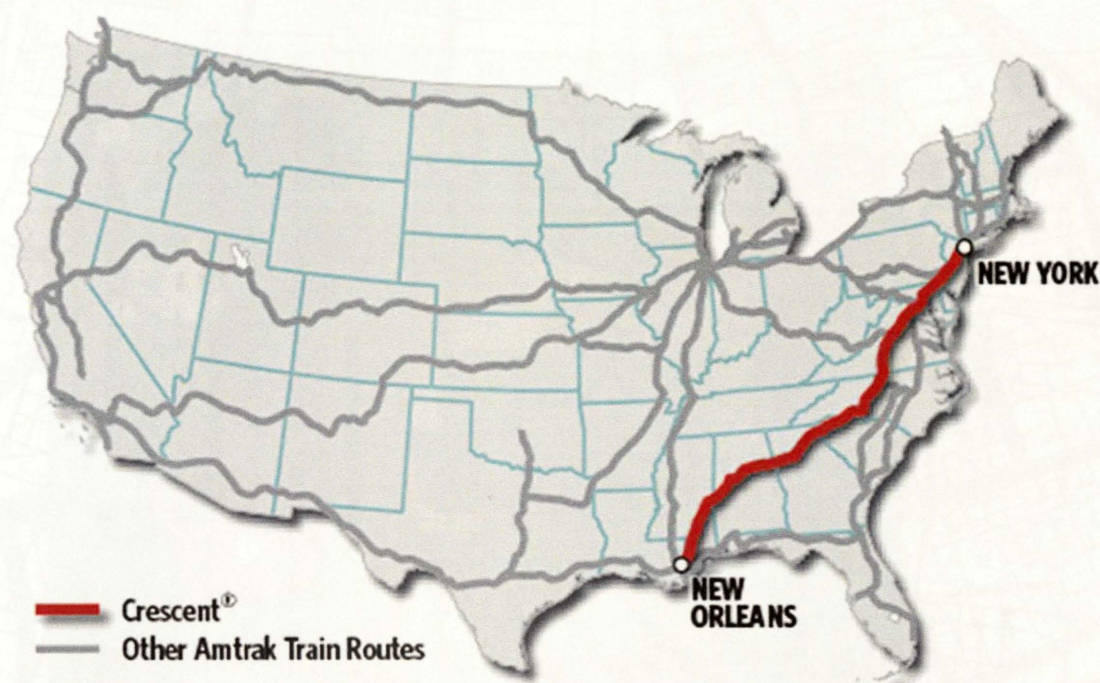 NEW YORK
NEW
ORLEANS
Crescent®
Other Amtrak Train Routes